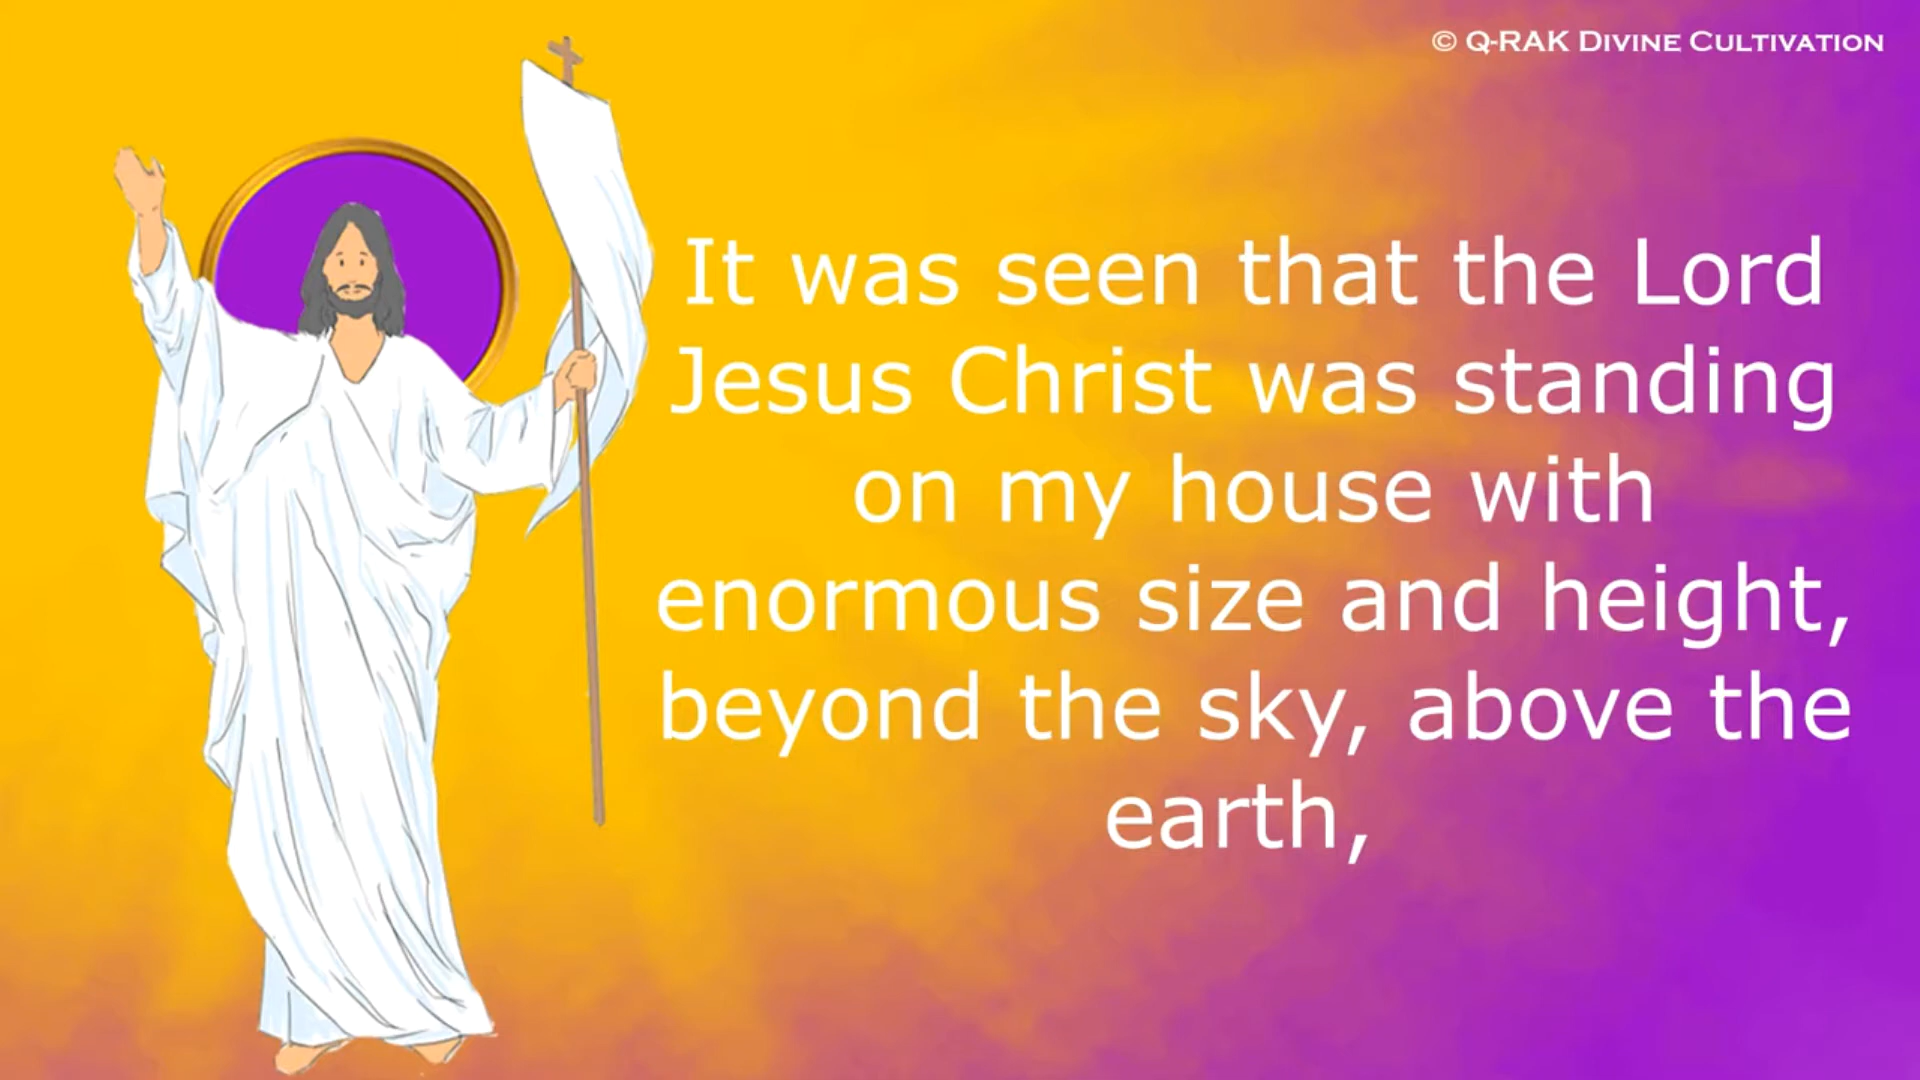 © Q-RAK Divine Cultivation
It was seen that the Lord
Jesus Christ was standing
on my house with
enormous size and height,
beyond the sky, above the
earth,